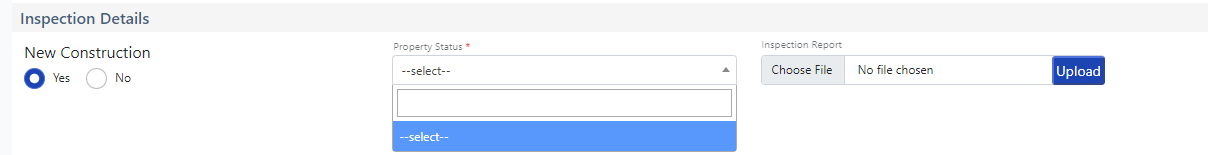 Inspection Details
New Construction
Yes No
Property Status *
--select--
--select--
Inspection Report
Choose File No file chosen Upload